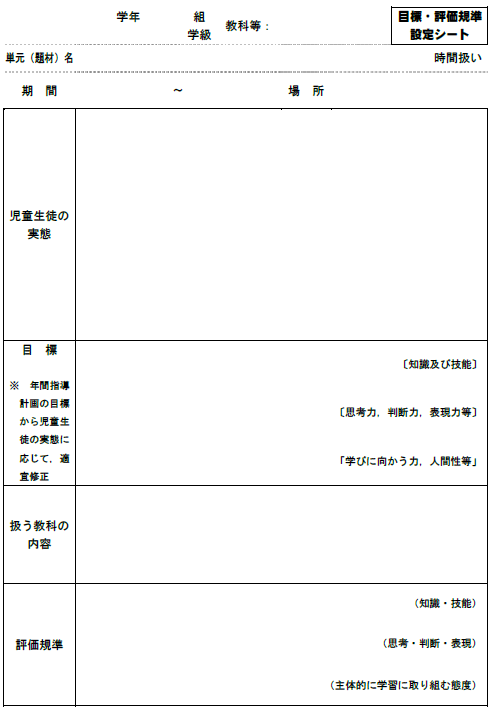 学年　組　教科等：
学級
目標・評価規準
設定シート
単元（題材）名　時間扱い
期　間　～　場　所
児童生徒の
実態
目　標
※　年間指導
計画の目標
から児童生
徒の実態に
応じて，適
宜修正
〔知識及び技能〕
〔思考力，判断力，表現力等〕
「学びに向かう力，人間性等」
扱う教科の
内容
評価規準
（知識・技能）
（思考・判断・表現）
（主体的に学習に取り組む態度）